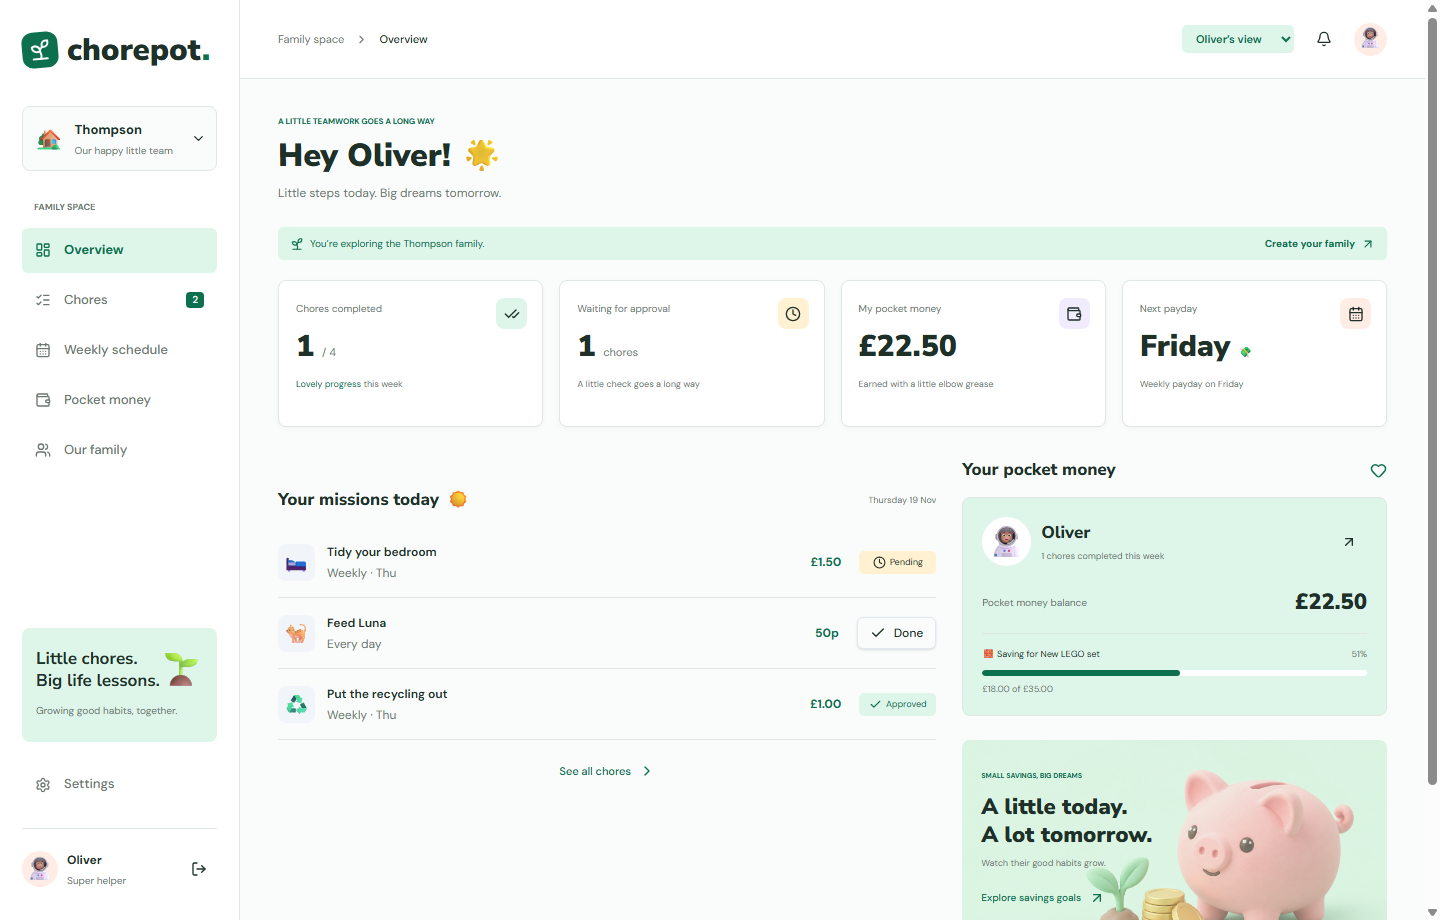 chorepot.
Thompson
Our happy little team
FAMILY SPACE
Overview
Chores
2
Weekly schedule
Pocket money
Our family
Little chores.
Big life lessons.
Growing good habits, together.
Settings
Oliver
Super helper
Family space
Overview
Oliver's view
A LITTLE TEAMWORK GOES A LONG WAY
Hey Oliver!
Little steps today. Big dreams tomorrow.
You're exploring the Thompson family.
Create your family
Chores completed
1 / 4
Lovely progress this week
Waiting for approval
1 chores
A little check goes a long way
My pocket money
£22.50
Earned with a little elbow grease
Next payday
Friday
Weekly payday on Friday
Your missions today
Thursday 19 Nov
Tidy your bedroom
Weekly · Thu
£1.50
Pending
Feed Luna
Every day
50p
Done
Put the recycling out
Weekly · Thu
£1.00
Approved
See all chores
Your pocket money
Oliver
1 chores completed this week
Pocket money balance
£22.50
Saving for New LEGO set
51%
£18.00 of £35.00
SMALL SAVINGS, BIG DREAMS
A little today.
A lot tomorrow.
Watch their good habits grow.
Explore savings goals